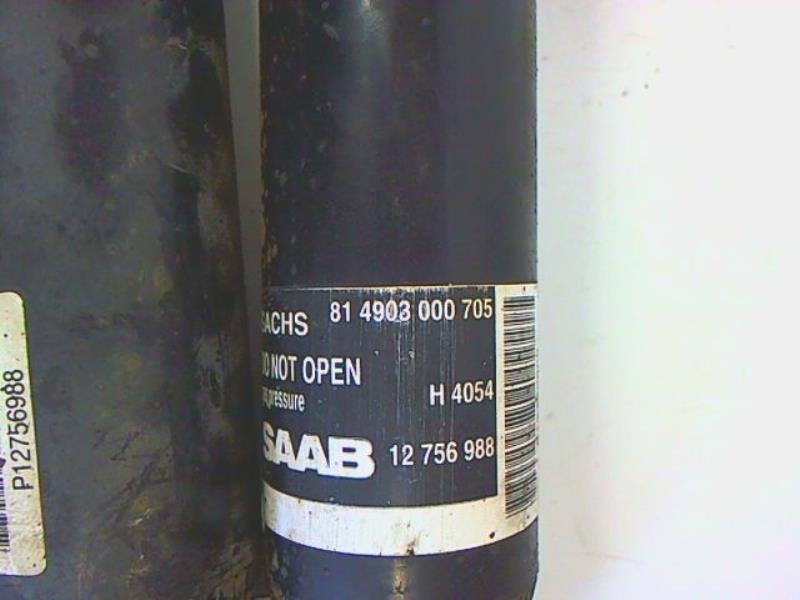 SACHS 81 4903 000 705
DO NOT OPEN
pressure H 4054
SAAB 12 756 988
P12756988